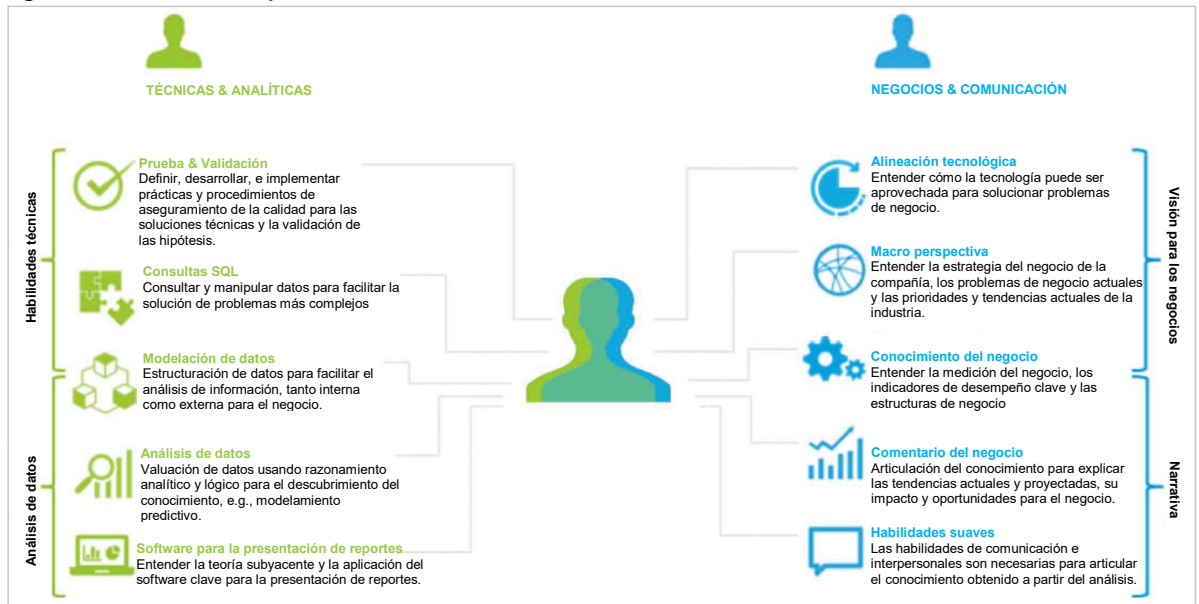 TÉCNICAS & ANALÍTICAS
Habilidades técnicas
Prueba & Validación
Definir, desarrollar, e implementar
prácticas y procedimientos de
aseguramiento de la calidad para las
soluciones técnicas y la validación de
las hipótesis.
Consultas SQL
Consultar y manipular datos para facilitar la
solución de problemas más complejos
Modelación de datos
Estructuración de datos para facilitar el
análisis de información, tanto interna
como externa para el negocio.
Análisis de datos
Análisis de datos
Valuación de datos usando razonamiento
analítico y lógico para el descubrimiento del
conocimiento, e.g., modelamiento
predictivo.
Software para la presentación de reportes
Entender la teoría subyacente y la aplicación del
software clave para la presentación de reportes.
NEGOCIOS & COMUNICACIÓN
Visión para los negocios
Alineación tecnológica
Entender cómo la tecnología puede ser
aprovechada para solucionar problemas
de negocio.
Macro perspectiva
Entender la estrategia del negocio de la
compañía, los problemas de negocio actuales
y las prioridades y tendencias actuales de la
industria.
Conocimiento del negocio
Entender la medición del negocio, los
indicadores de desempeño clave y las
estructuras de negocio
Narrativa
Comentario del negocio
Articulación del conocimiento para explicar
las tendencias actuales y proyectadas, su
impacto y oportunidades para el negocio.
Habilidades suaves
Las habilidades de comunicación e
interpersonales son necesarias para articular
el conocimiento obtenido a partir del análisis.